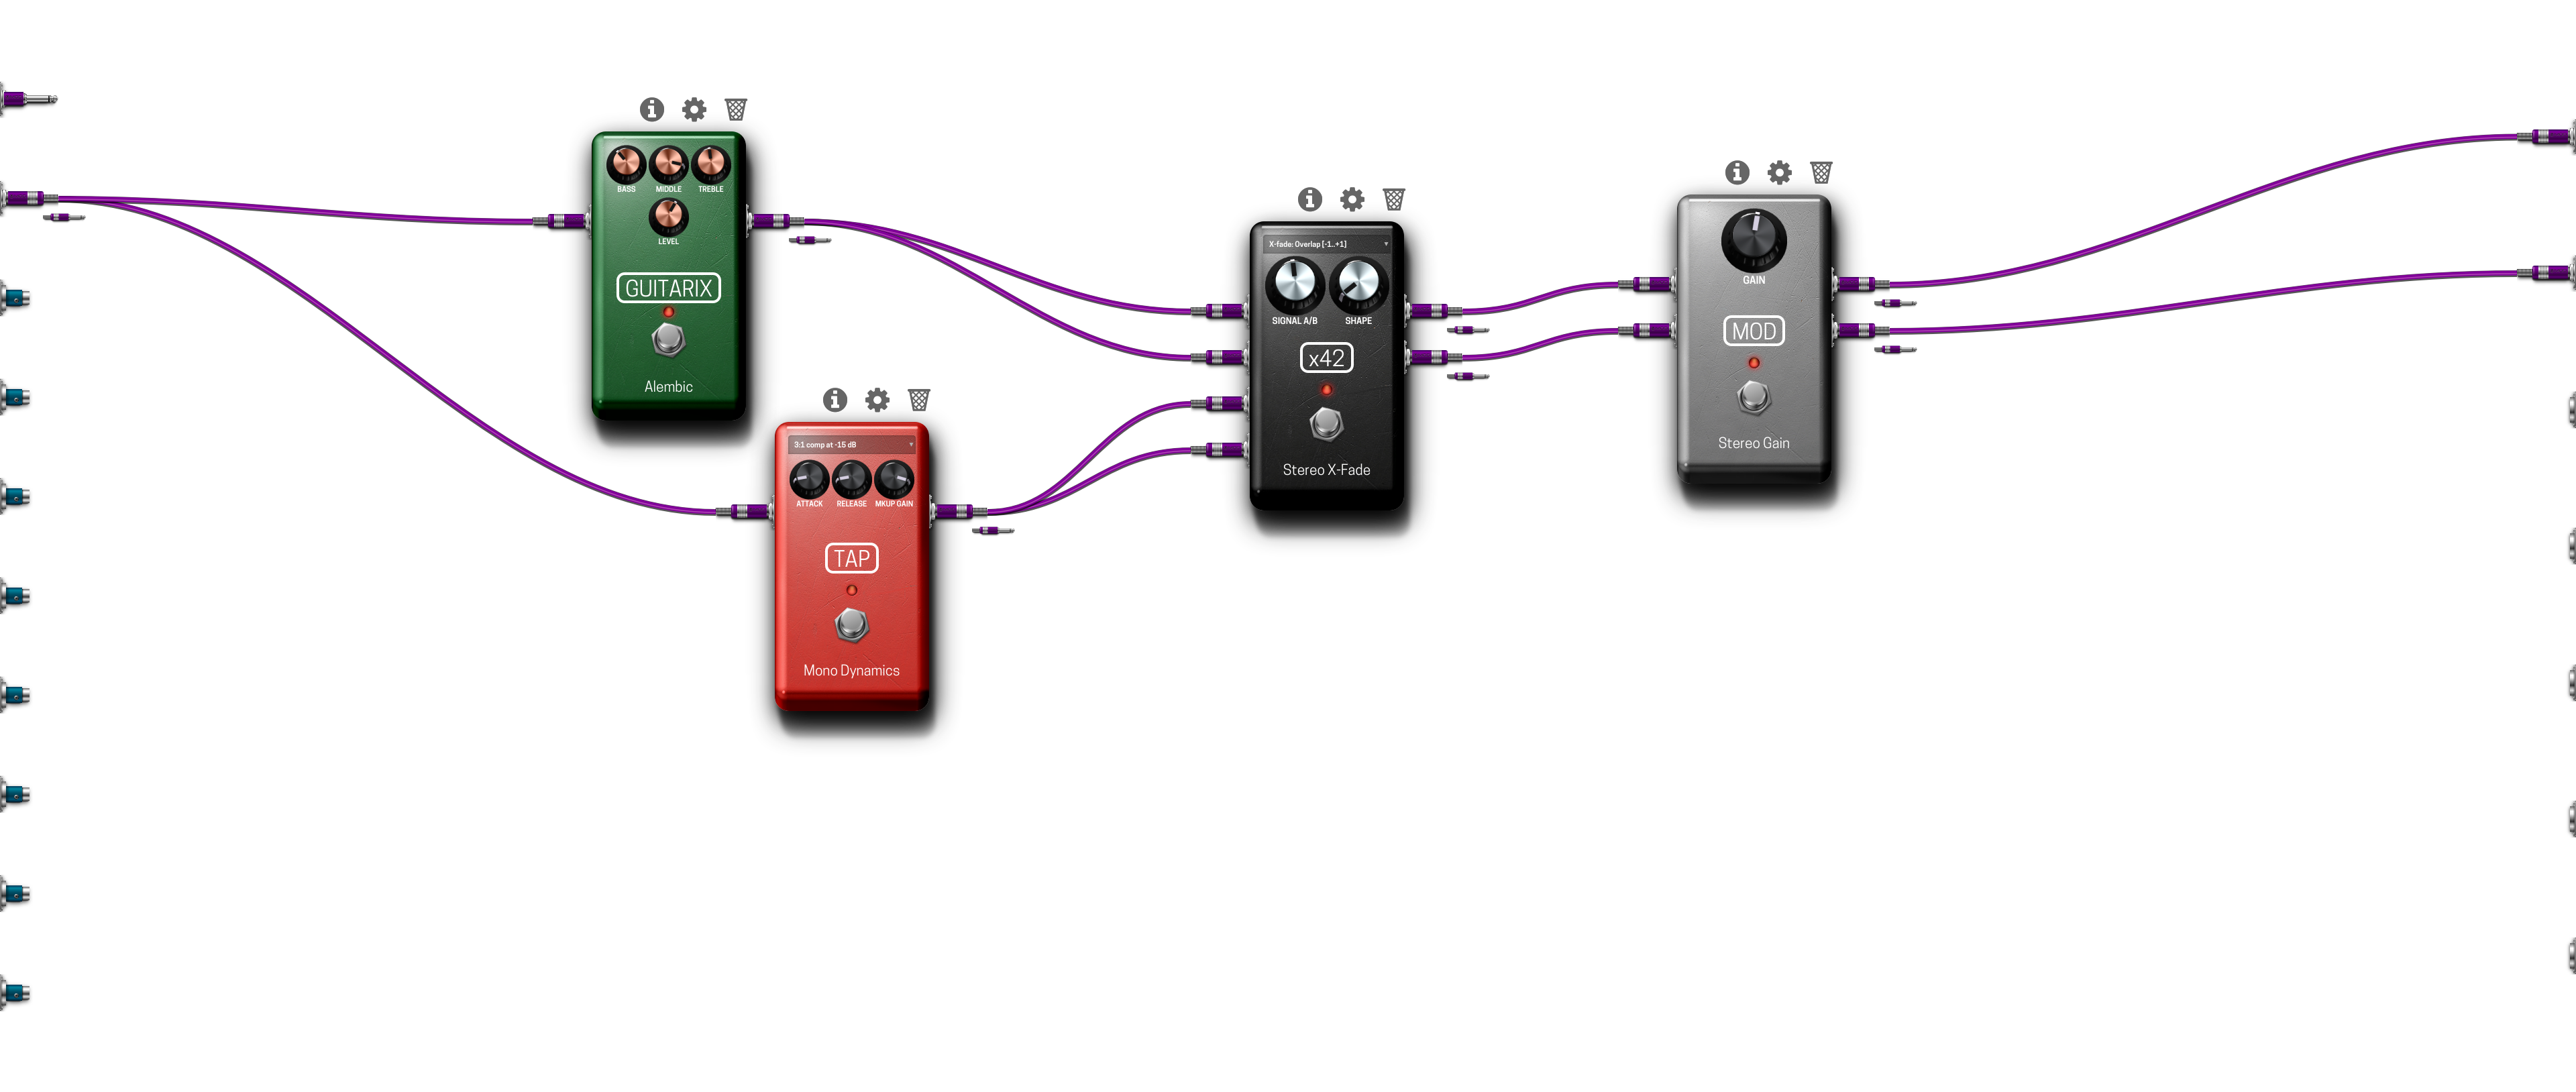 BASS MIDDLE TREBLE
LEVEL
GUITARIX
Alembic
3:1 comp at -15 dB
ATTACK RELEASE MKUP GAIN
TAP
Mono Dynamics
X-fade: Overlap [-1..+1]
SIGNAL A/B SHAPE
x42
Stereo X-Fade
GAIN
MOD
Stereo Gain